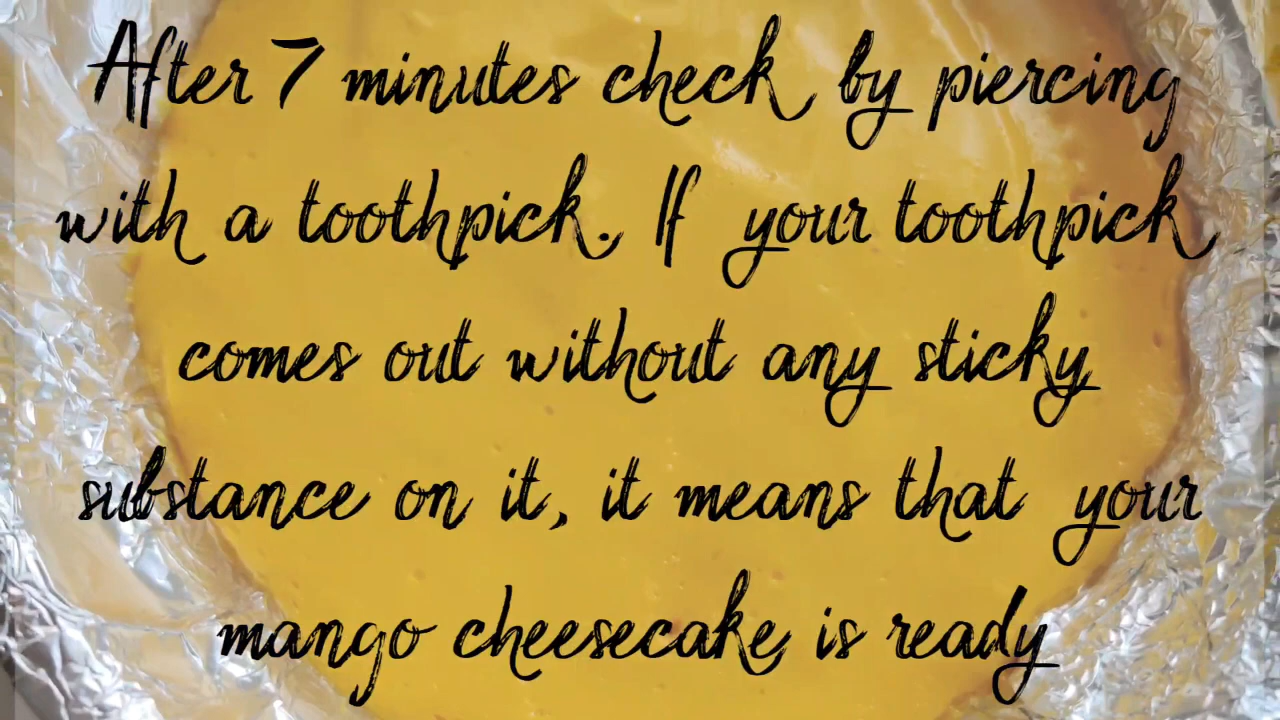 After 7 minutes check by piercing
with a toothpick. If your toothpick
comes out without any sticky
substance on it, it means that your
mango cheesecake is ready